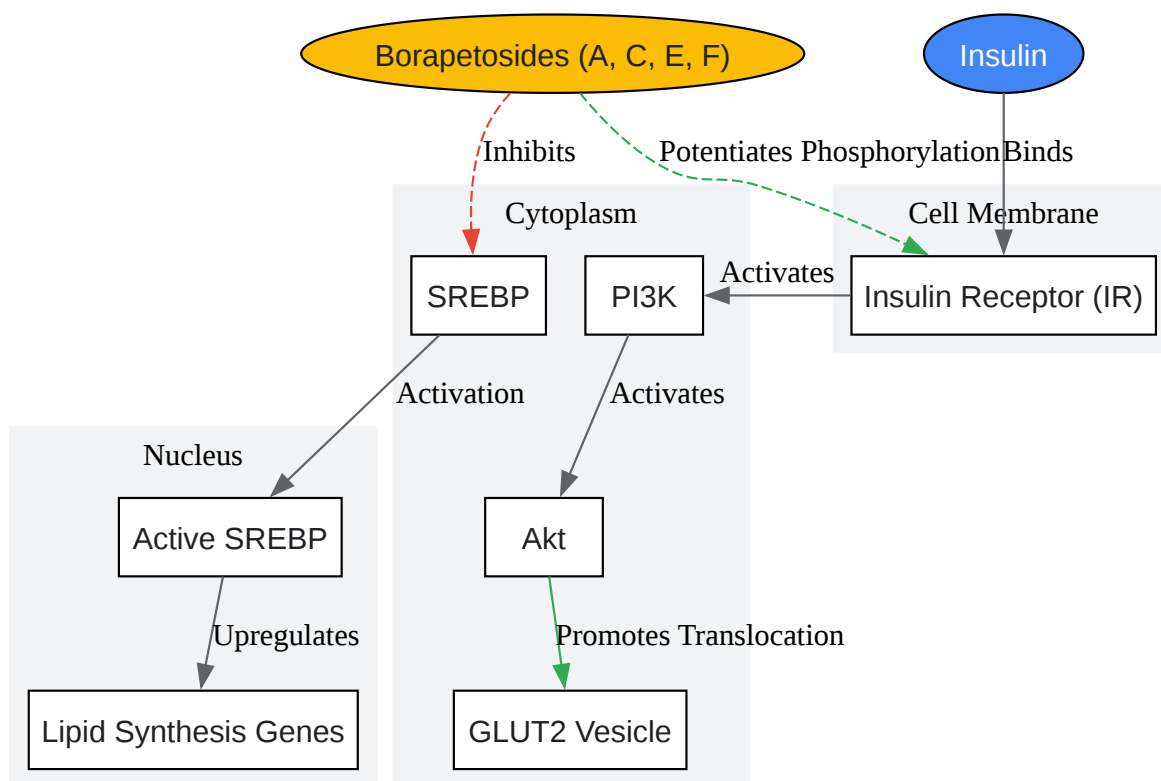 Borapetosides (A, C, E, F)
Insulin
Inhibits
Potentiates Phosphorylation
Binds
Cytoplasm
Cell Membrane
SREBP
PI3K
Activates
Insulin Receptor (IR)
Activation
Activates
Nucleus
Active SREBP
Akt
Upregulates
Promotes Translocation
Lipid Synthesis Genes
GLUT2 Vesicle